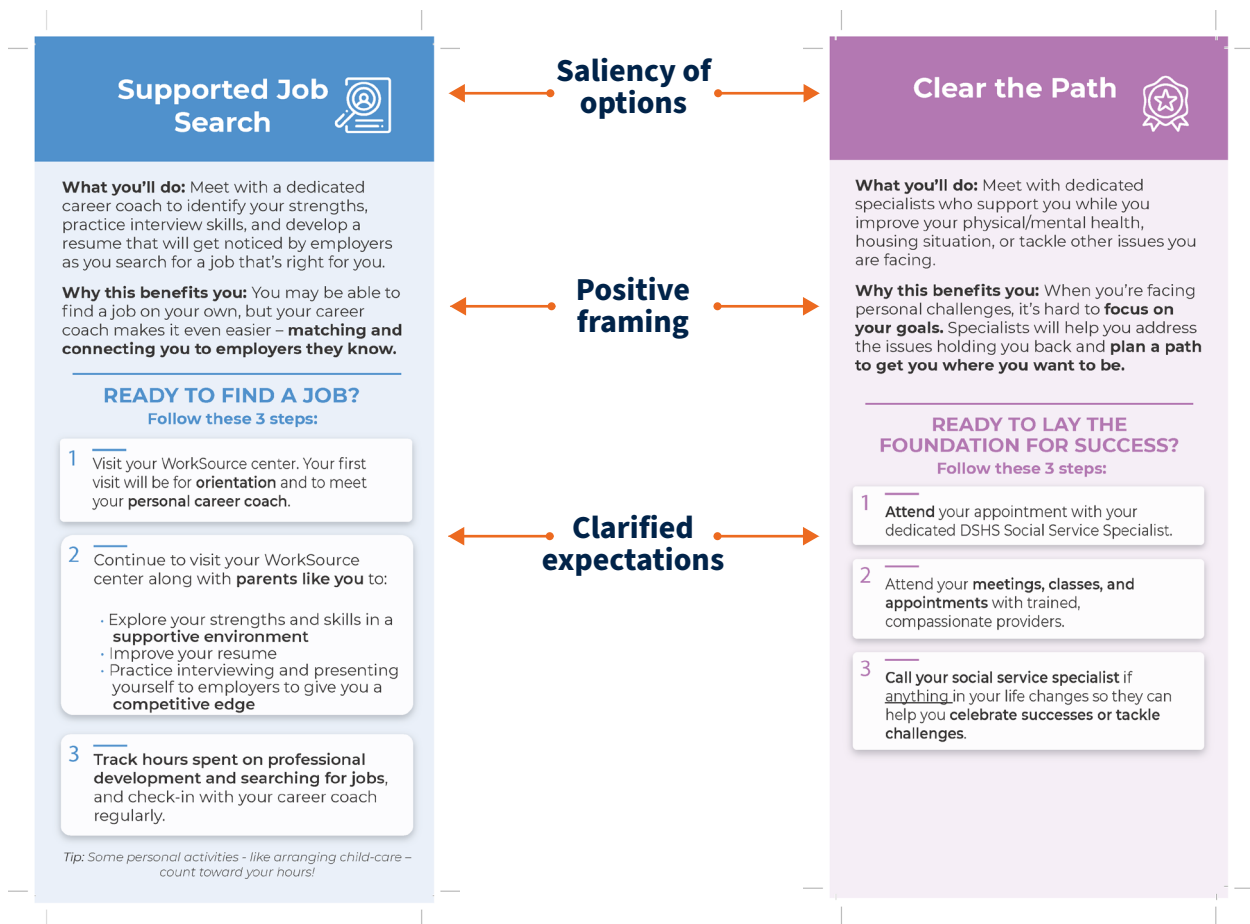 Supported Job
Search
What you'll do: Meet with a dedicated
career coach to identify your strengths,
practice interview skills, and develop a
resume that will get noticed by employers
as you search for a job that's right for you.
Why this benefits you: You may be able to
find a job on your own, but your career
coach makes it even easier – matching and
connecting you to employers they know.
READY TO FIND A JOB?
Follow these 3 steps:
1
Visit your WorkSource center. Your first
visit will be for orientation and to meet
your personal career coach.
2
Continue to visit your WorkSource
center along with parents like you to:
· Explore your strengths and skills in a
supportive environment
· Improve your resume
· Practice interviewing and presenting
yourself to employers to give you a
competitive edge
3
Track hours spent on professional
development and searching for jobs,
and check-in with your career coach
regularly.
Tip: Some personal activities - like arranging child-care –
count toward your hours!
Saliency of
options
Positive
framing
Clarified
expectations
Clear the Path
What you'll do: Meet with dedicated
specialists who support you while you
improve your physical/mental health,
housing situation, or tackle other issues you
are facing.
Why this benefits you: When you're facing
personal challenges, it's hard to focus on
your goals. Specialists will help you address
the issues holding you back and plan a path
to get you where you want to be.
READY TO LAY THE
FOUNDATION FOR SUCCESS?
Follow these 3 steps:
1
Attend your appointment with your
dedicated DSHS Social Service Specialist.
2
Attend your meetings, classes, and
appointments with trained,
compassionate providers.
3
Call your social service specialist if
anything in your life changes so they can
help you celebrate successes or tackle
challenges.